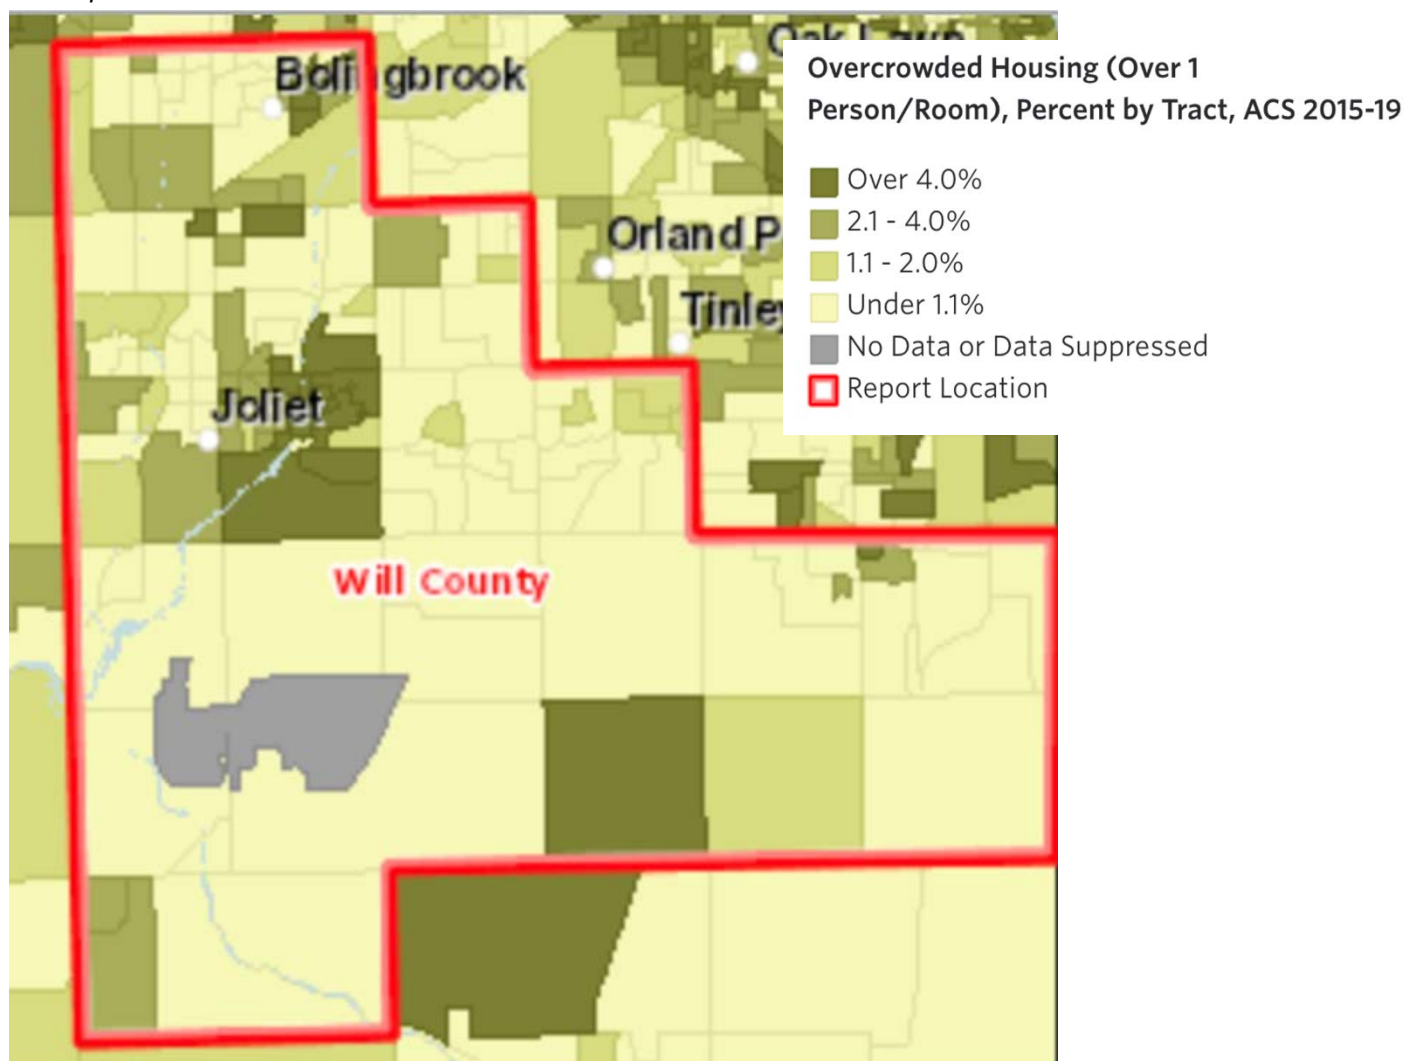 Oak Lawn
Bolingbrook
Overcrowded Housing (Over 1
Person/Room), Percent by Tract, ACS 2015-19
Over 4.0%
2.1 - 4.0%
1.1 - 2.0%
Under 1.1%
No Data or Data Suppressed
Report Location
Orland P
Tinley
Joliet
Will County